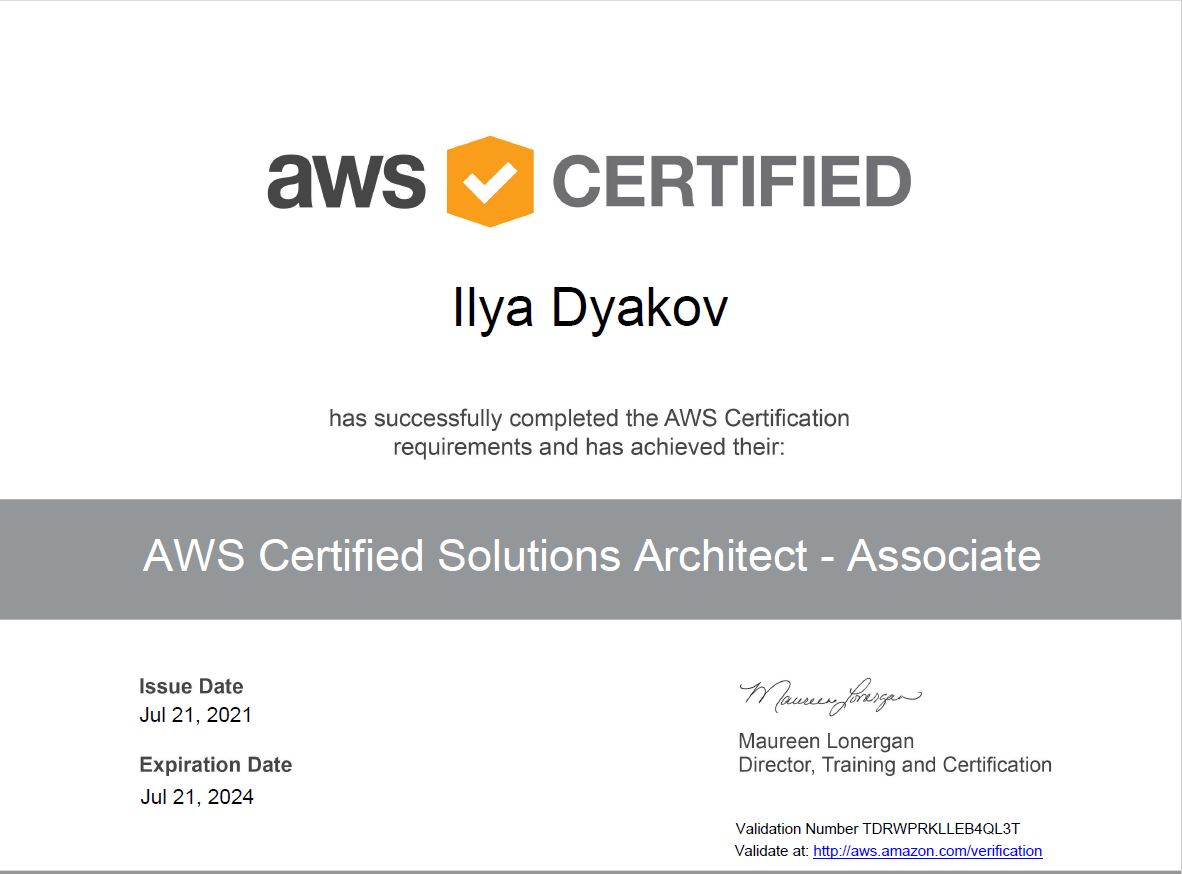 aws CERTIFIED
Ilya Dyakov
has successfully completed the AWS Certification
requirements and has achieved their:
AWS Certified Solutions Architect - Associate
Issue Date
Jul 21, 2021
Expiration Date
Jul 21, 2024
Maureen Lonergan
Maureen Lonergan
Director, Training and Certification
Validation Number TDRWPRKLLEB4QL3T
Validate at: http://aws.amazon.com/verification